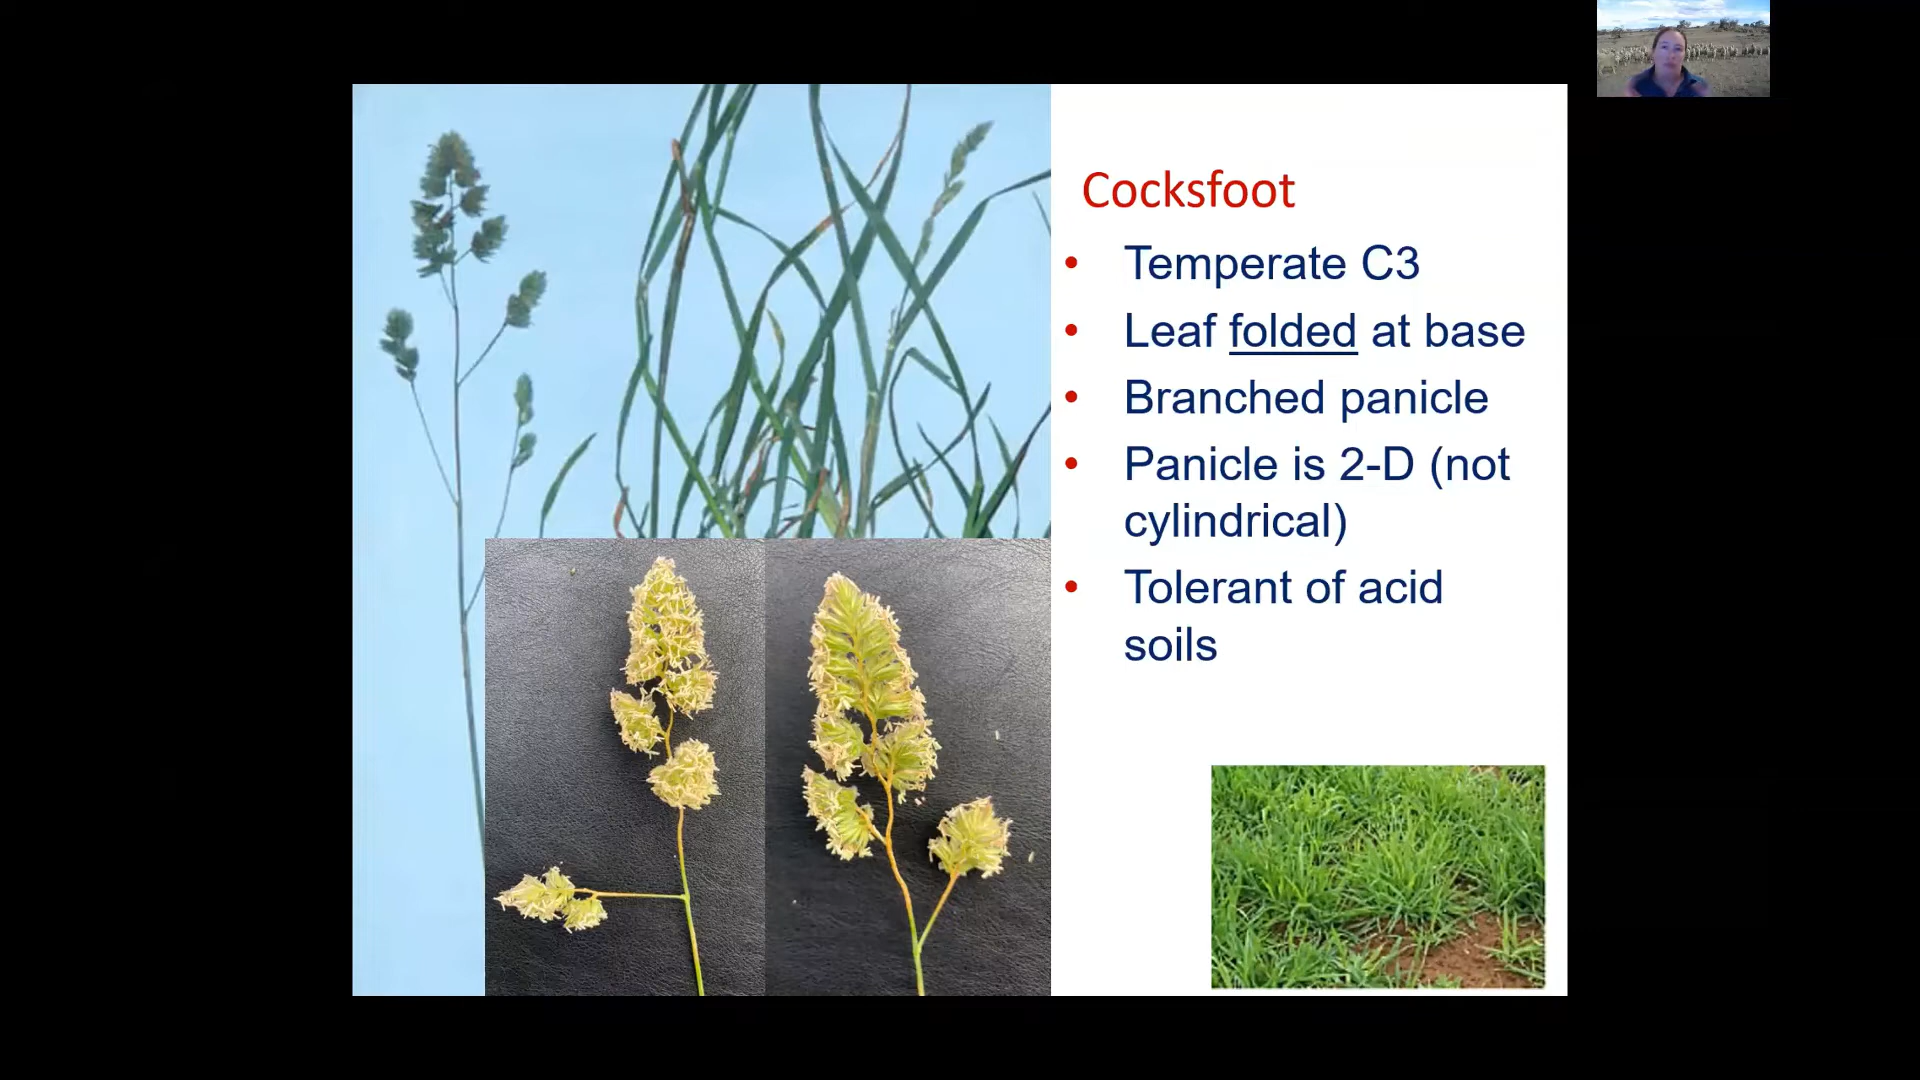 Cocksfoot
• Temperate C3
• Leaf folded at base
• Branched panicle
• Panicle is 2-D (not
cylindrical)
• Tolerant of acid
soils